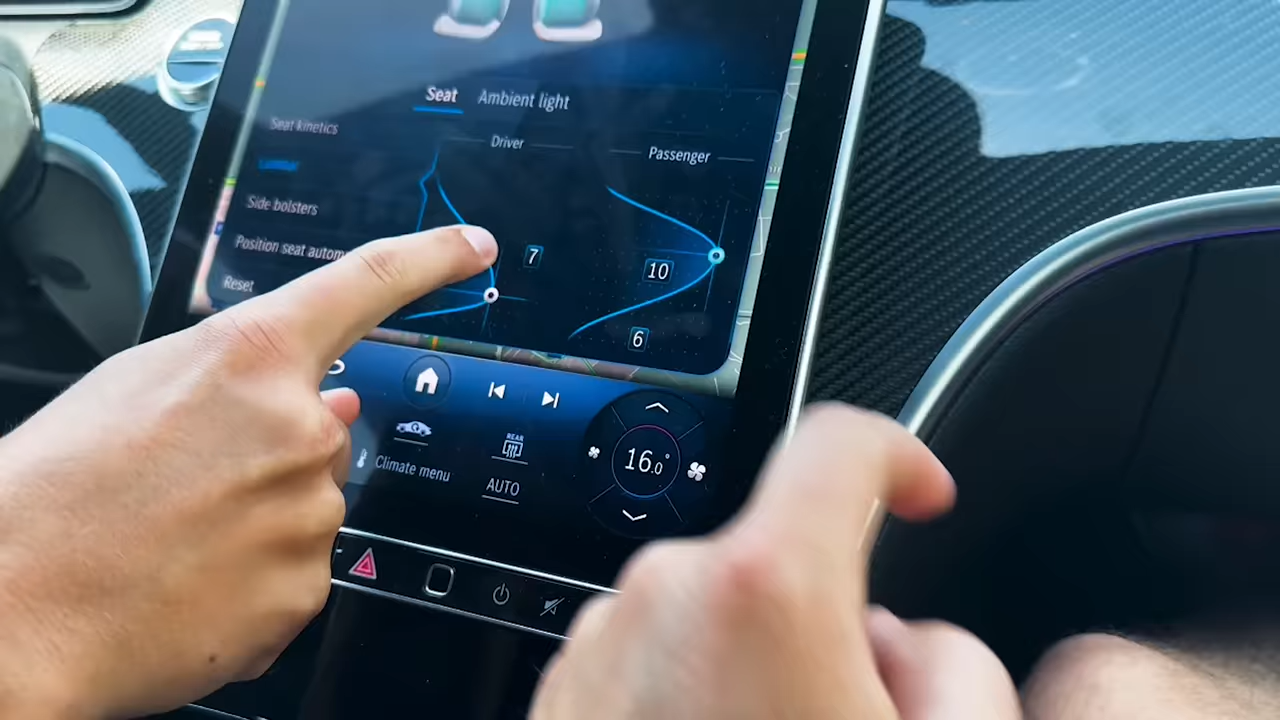 Seat Ambient light
Seat kinetics
Driver
Passenger
Lumbar
Side bolsters
Position seat autom
7
10
Reset
6
REAR
16.0°
Climate menu
AUTO